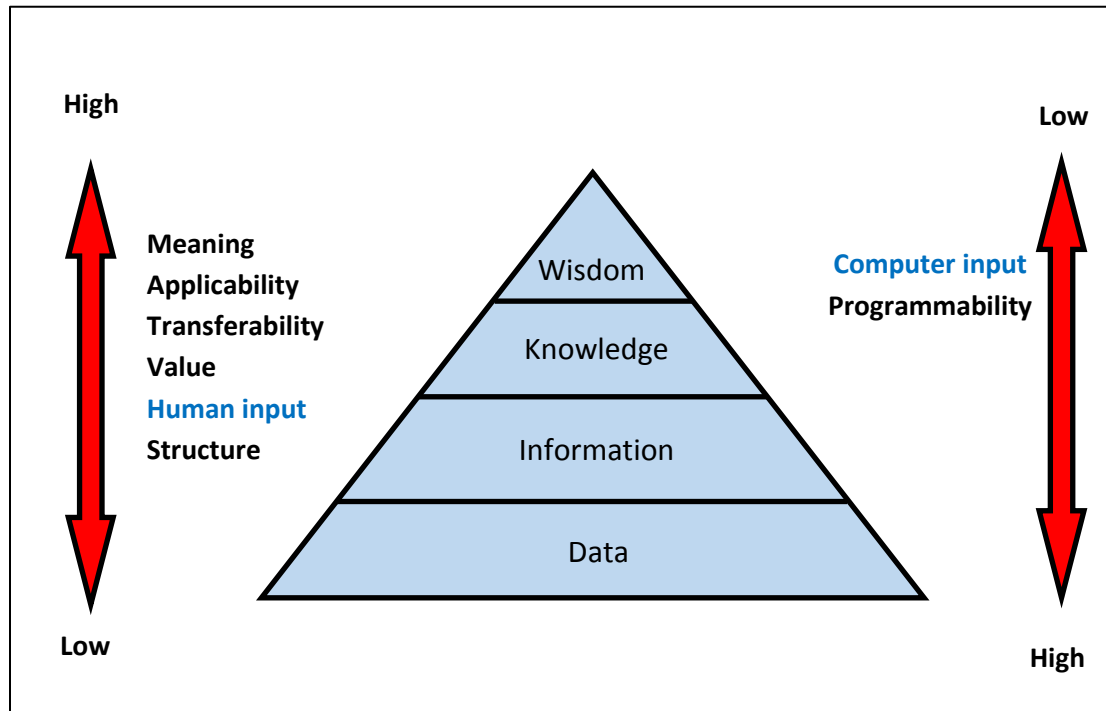 High
Low
Meaning
Applicability
Transferability
Value
Human input
Structure
Wisdom
Knowledge
Information
Data
Computer input
Programmability
Low
High